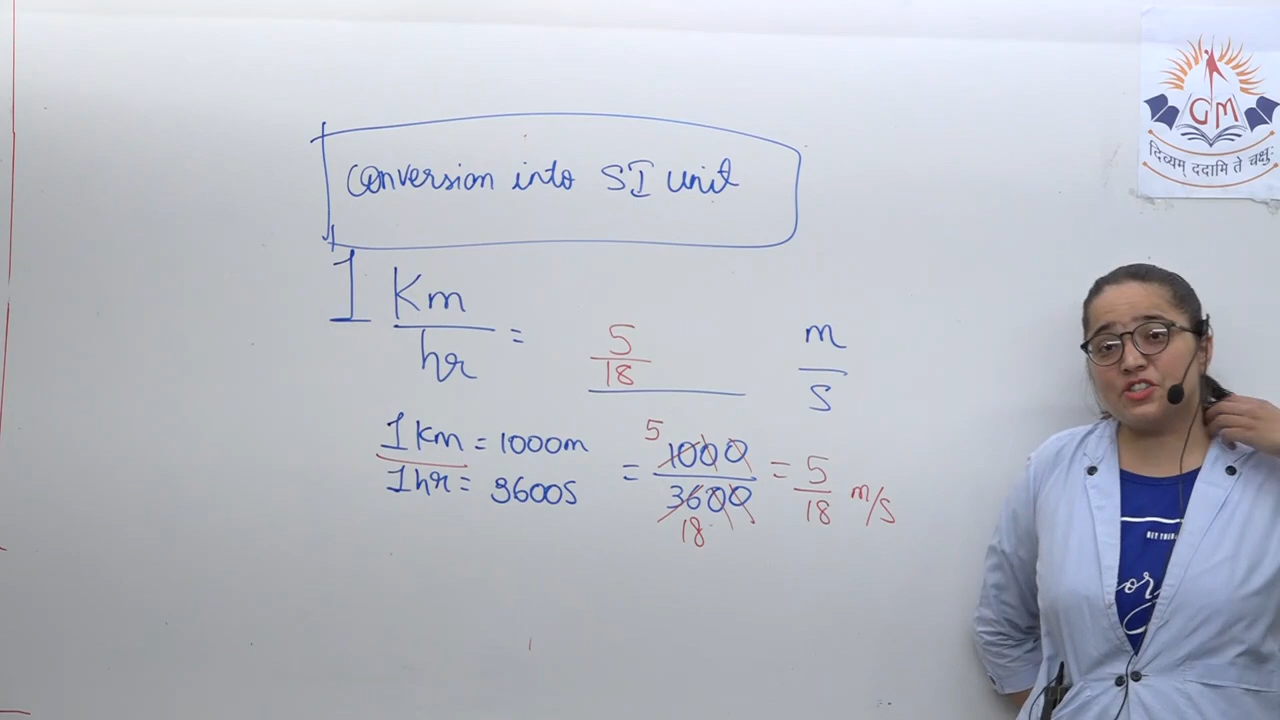 GM
दिव्यम् ददामि ते चक्षुः
Conversion into SI unit
1 Km/hr = 5/18 m/s
1 Km = 1000m
1 hr = 3600S
= 5 1000/3600 18 = 5/18 m/s